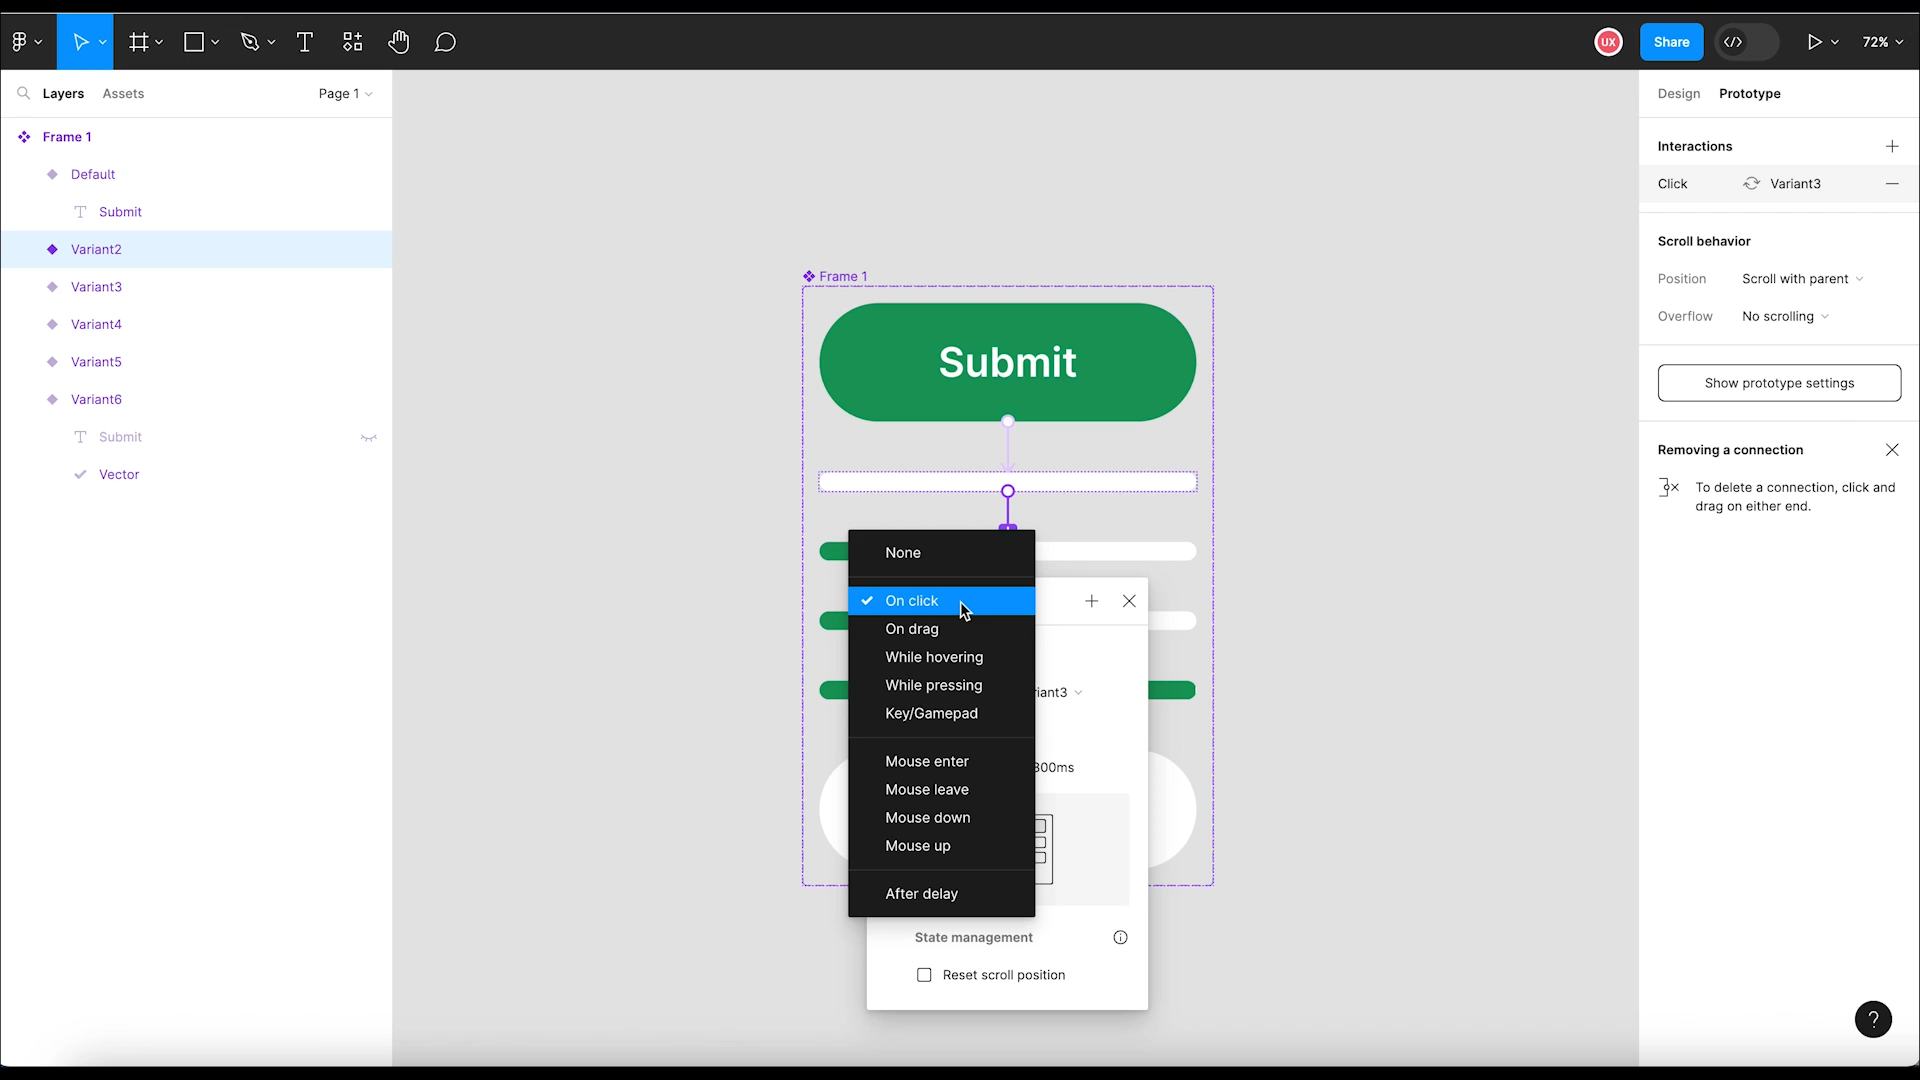 UX
Share
72%
Layers
Assets
Page 1
Design
Prototype
Frame 1
Default
Submit
Variant2
Variant3
Variant4
Variant5
Variant6
Submit
Vector
Frame 1
Submit
None
On click
On drag
While hovering
While pressing
Key/Gamepad
Mouse enter
Mouse leave
Mouse down
Mouse up
After delay
iant3
300ms
State management
Reset scroll position
Interactions
Click
Variant3
Scroll behavior
Position
Scroll with parent
Overflow
No scrolling
Show prototype settings
Removing a connection
To delete a connection, click and
drag on either end.
?